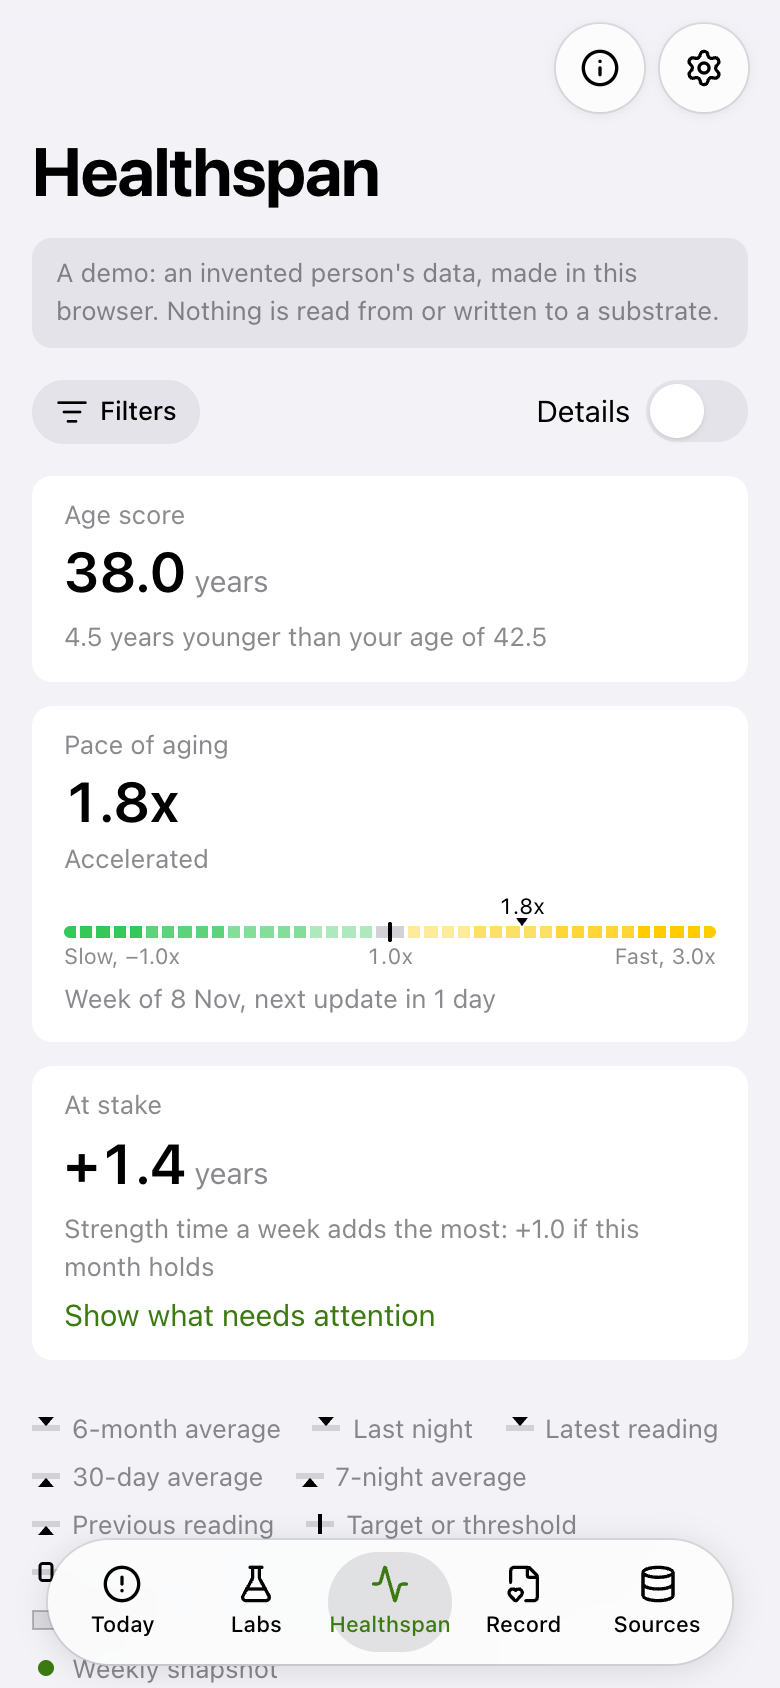 Healthspan
A demo: an invented person's data, made in this
browser. Nothing is read from or written to a substrate.
Filters
Details
Age score
38.0 years
4.5 years younger than your age of 42.5
Pace of aging
1.8x
Accelerated
1.8x
Slow, −1.0x 1.0x Fast, 3.0x
Week of 8 Nov, next update in 1 day
At stake
+1.4 years
Strength time a week adds the most: +1.0 if this
month holds
Show what needs attention
6-month average Last night Latest reading
30-day average 7-night average
Previous reading Target or threshold
Today Labs Healthspan Record Sources
Weekly snapshot